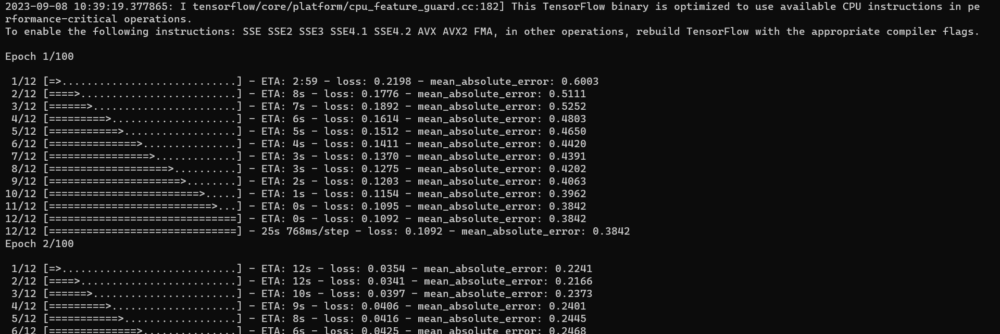 2023-09-08 10:39:19.377865: I tensorflow/core/platform/cpu_feature_guard.cc:182] This TensorFlow binary is optimized to use available CPU instructions in pe
rformance-critical operations.
To enable the following instructions: SSE SSE2 SSE3 SSE4.1 SSE4.2 AVX AVX2 FMA, in other operations, rebuild TensorFlow with the appropriate compiler flags.
Epoch 1/100
1/12 [=>............................] - ETA: 2:59 - loss: 0.2198 - mean_absolute_error: 0.6003
2/12 [====>.........................] - ETA: 8s - loss: 0.1776 - mean_absolute_error: 0.5111
3/12 [======>.......................] - ETA: 7s - loss: 0.1892 - mean_absolute_error: 0.5252
4/12 [=========>....................] - ETA: 6s - loss: 0.1614 - mean_absolute_error: 0.4803
5/12 [===========>..................] - ETA: 5s - loss: 0.1512 - mean_absolute_error: 0.4650
6/12 [==============>...............] - ETA: 4s - loss: 0.1411 - mean_absolute_error: 0.4420
7/12 [================>.............] - ETA: 3s - loss: 0.1370 - mean_absolute_error: 0.4391
8/12 [===================>..........] - ETA: 3s - loss: 0.1275 - mean_absolute_error: 0.4202
9/12 [=====================>........] - ETA: 2s - loss: 0.1203 - mean_absolute_error: 0.4063
10/12 [========================>.....] - ETA: 1s - loss: 0.1154 - mean_absolute_error: 0.3962
11/12 [==========================>...] - ETA: 0s - loss: 0.1095 - mean_absolute_error: 0.3842
12/12 [==============================] - ETA: 0s - loss: 0.1092 - mean_absolute_error: 0.3842
12/12 [==============================] - 25s 768ms/step - loss: 0.1092 - mean_absolute_error: 0.3842
Epoch 2/100
1/12 [=>............................] - ETA: 12s - loss: 0.0354 - mean_absolute_error: 0.2241
2/12 [====>.........................] - ETA: 12s - loss: 0.0341 - mean_absolute_error: 0.2166
3/12 [======>.......................] - ETA: 10s - loss: 0.0397 - mean_absolute_error: 0.2373
4/12 [=========>....................] - ETA: 9s - loss: 0.0406 - mean_absolute_error: 0.2401
5/12 [===========>..................] - ETA: 8s - loss: 0.0416 - mean_absolute_error: 0.2445
6/12 [==============>...............] - ETA: 6s - loss: 0.0425 - mean_absolute_error: 0.2468